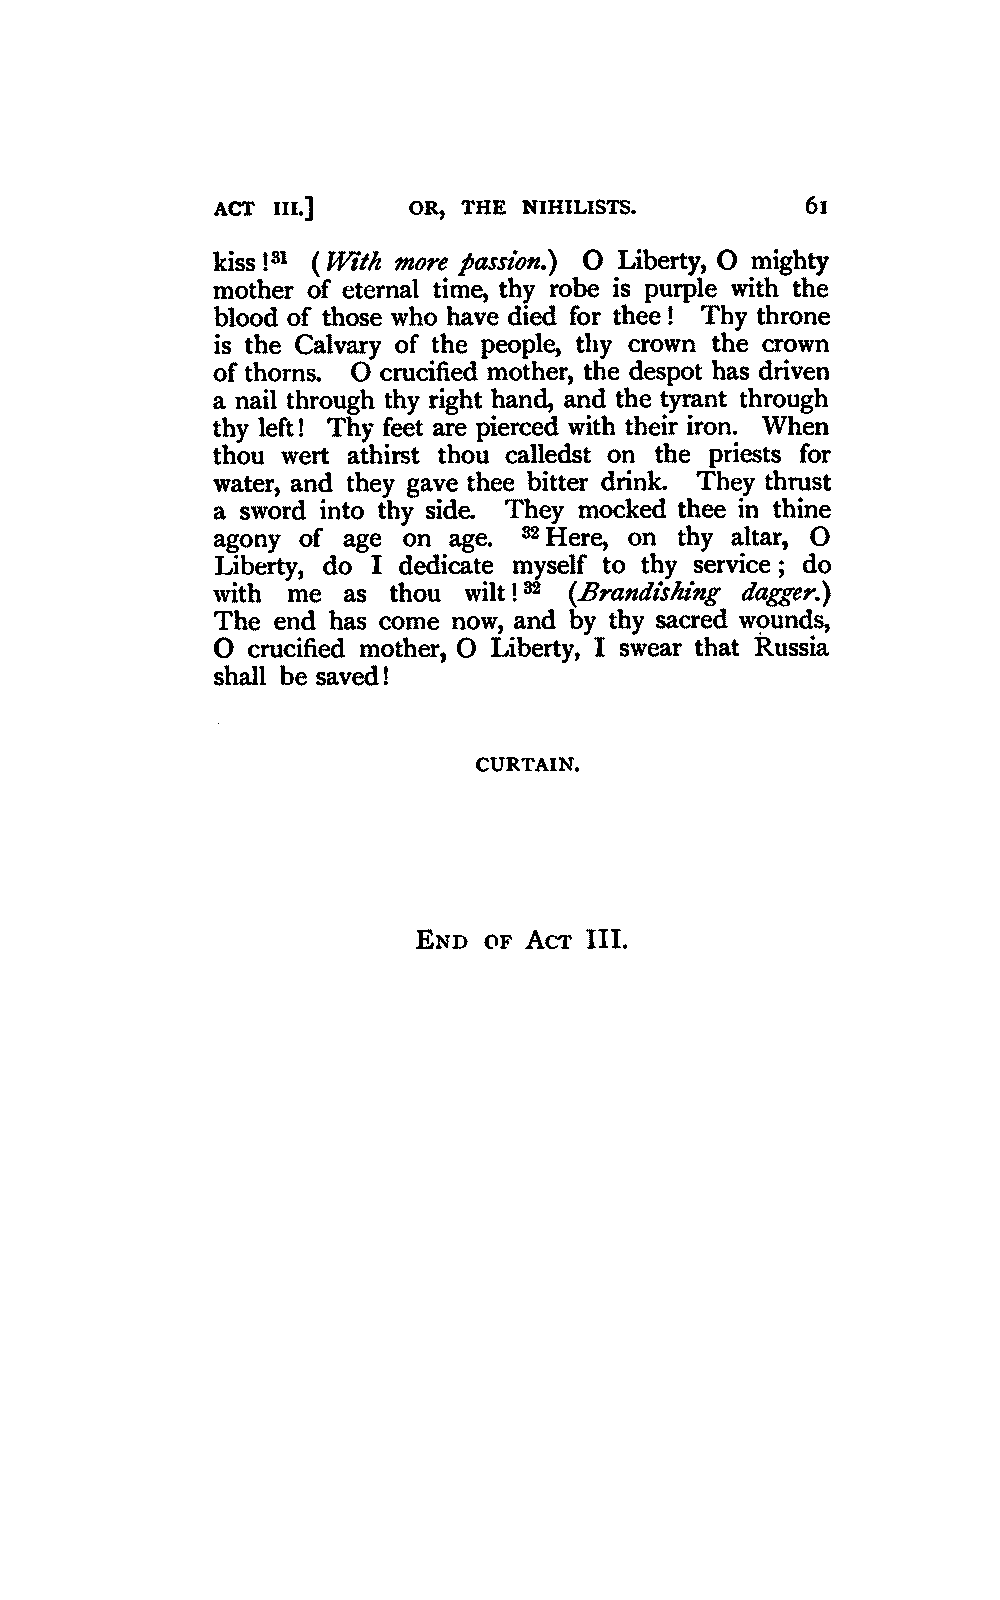 ACT III.] OR, THE NIHILISTS. 61
kiss!³¹ (With more passion.) O Liberty, O mighty
mother of eternal time, thy robe is purple with the
blood of those who have died for thee! Thy throne
is the Calvary of the people, thy crown the crown
of thorns. O crucified mother, the despot has driven
a nail through thy right hand, and the tyrant through
thy left! Thy feet are pierced with their iron. When
thou wert athirst thou calledst on the priests for
water, and they gave thee bitter drink. They thrust
a sword into thy side. They mocked thee in thine
agony of age on age. ³²Here, on thy altar, O
Liberty, do I dedicate myself to thy service; do
with me as thou wilt!³² (Brandishing dagger.)
The end has come now, and by thy sacred wounds,
O crucified mother, O Liberty, I swear that Russia
shall be saved!
CURTAIN.
END OF ACT III.